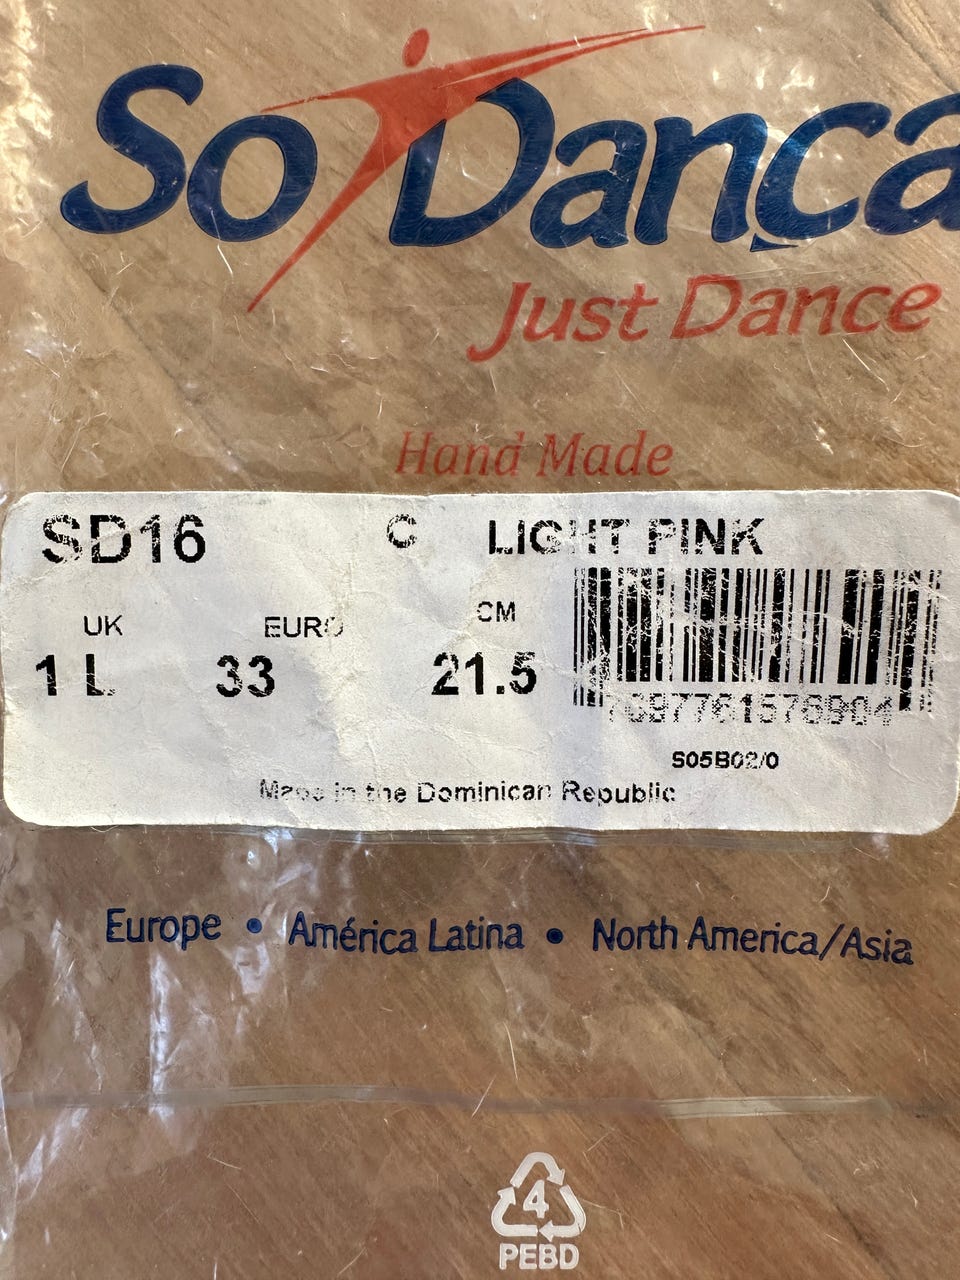 So Dança
Just Dance
Hand Made
SD16 C LIGHT PINK
UK EURO CM
1 L 33 21.5
S05B02/0
Made in the Dominican Republic
Europe • América Latina • North America/Asia
4
PEBD